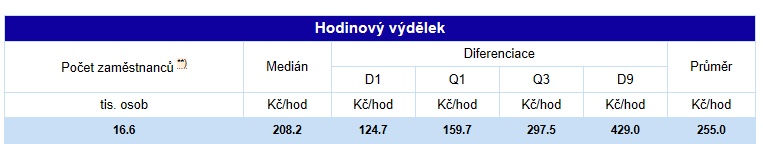 Hodinový výdělek
Počet zaměstnanců **)
Medián
Diferenciace
Průměr
D1 Q1 Q3 D9
tis. osob Kč/hod Kč/hod Kč/hod Kč/hod Kč/hod Kč/hod
16.6 208.2 124.7 159.7 297.5 429.0 255.0